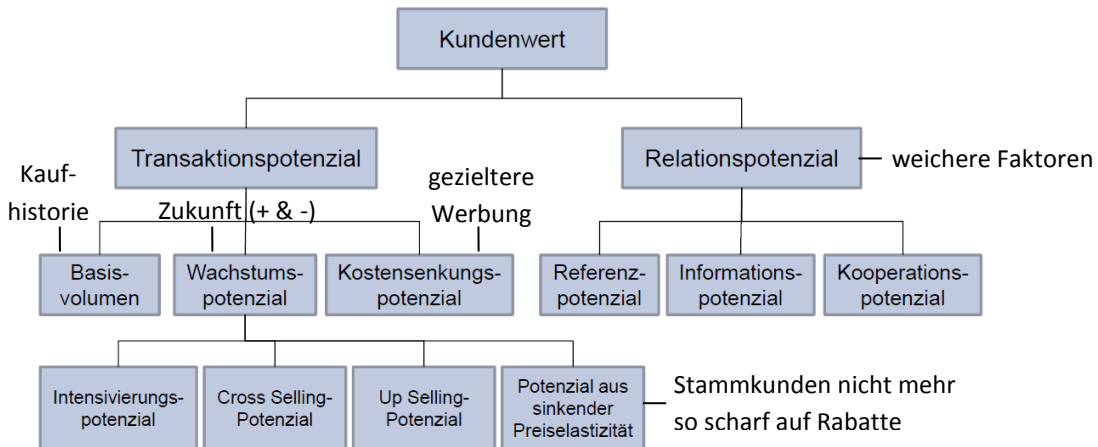 Kundenwert
Transaktionspotenzial
Relationspotenzial
weichere Faktoren
Kauf-
historie
Zukunft (+ & -)
gezieltere
Werbung
Basis-
volumen
Wachstums-
potenzial
Kostensenkungs-
potenzial
Referenz-
potenzial
Informations-
potenzial
Kooperations-
potenzial
Intensivierungs-
potenzial
Cross Selling-
Potenzial
Up Selling-
Potenzial
Potenzial aus
sinkender
Preiselastizität
Stammkunden nicht mehr
so scharf auf Rabatte